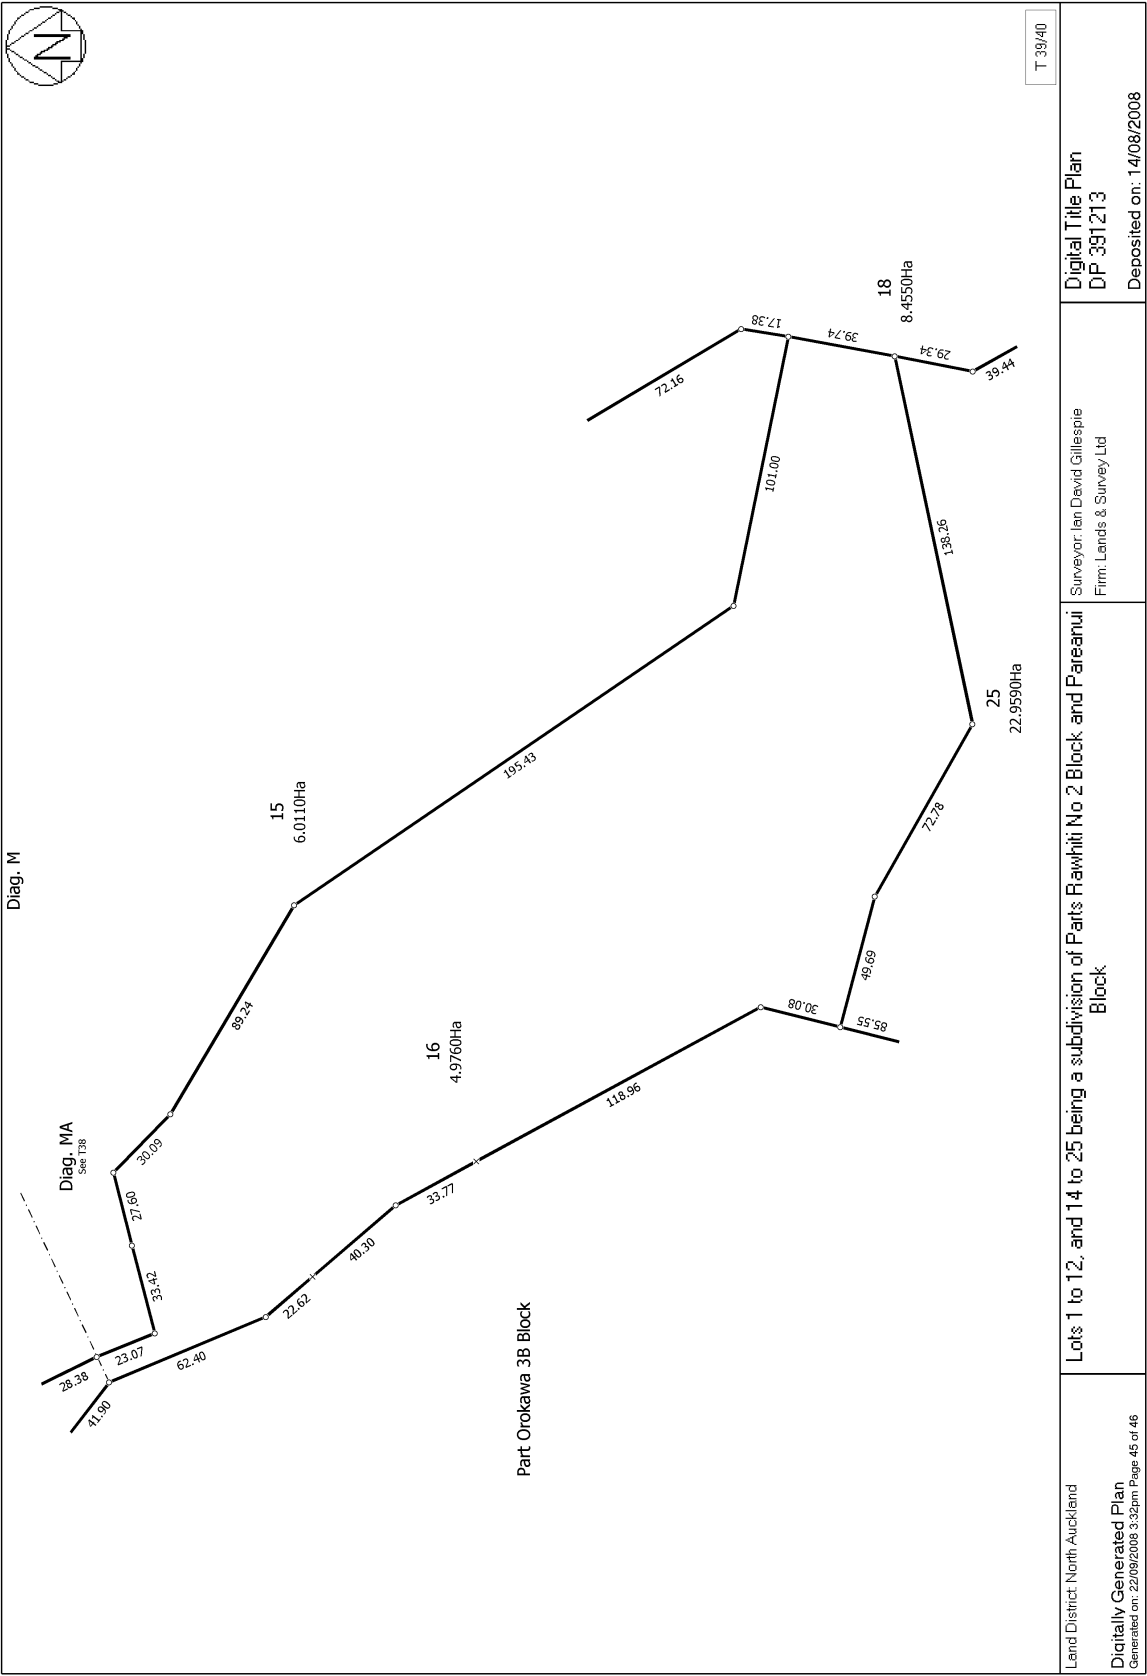 N
T 39/40
Diag. M
Diag. MA
See T38
15
6.0110Ha
16
4.9760Ha
18
8.4550Ha
25
22.9590Ha
Part Orokawa 3B Block
28.38
41.90
23.07
62.40
33.42
27.60
30.09
89.24
195.43
101.00
72.16
17.38
39.74
29.34
39.44
138.26
72.78
49.69
85.55
30.08
118.96
33.77
40.30
22.62
Land District: North Auckland
Digitally Generated Plan
Generated on: 22/09/2008 3:32pm Page 45 of 46
Lots 1 to 12, and 14 to 25 being a subdivision of Parts Rawhiti No 2 Block and Pareanui
Block
Surveyor: Ian David Gillespie
Firm: Lands & Survey Ltd
Digital Title Plan
DP 391213
Deposited on: 14/08/2008